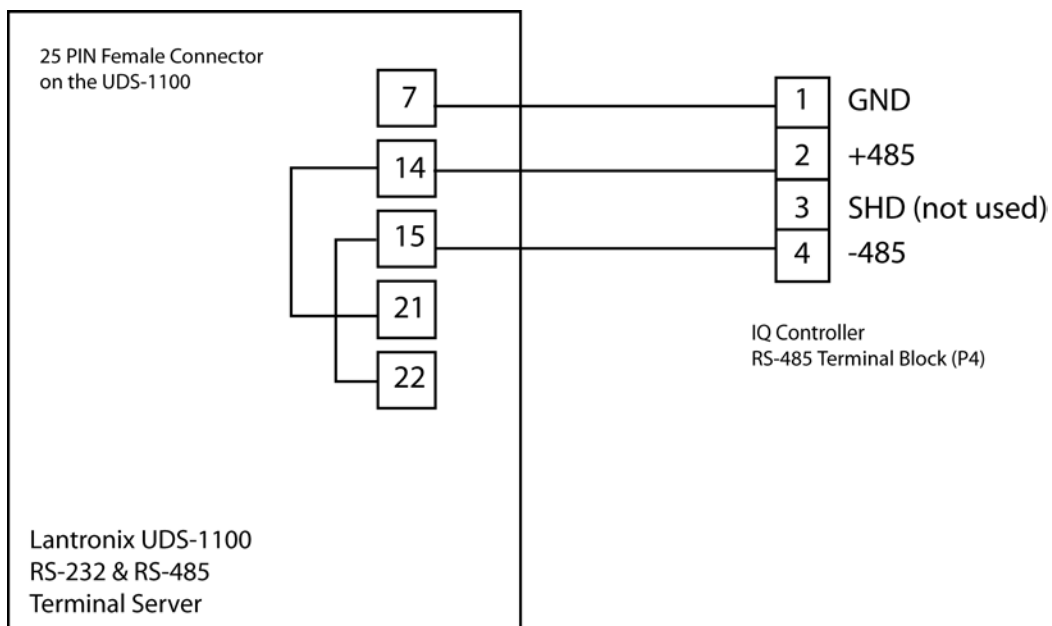 25 PIN Female Connector
on the UDS-1100
7
14
15
21
22
1 GND
2 +485
3 SHD (not used)
4 -485
IQ Controller
RS-485 Terminal Block (P4)
Lantronix UDS-1100
RS-232 & RS-485
Terminal Server